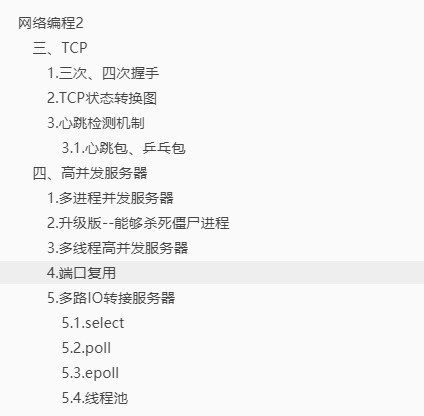 网络编程2
三、TCP
1.三次、四次握手
2.TCP状态转换图
3.心跳检测机制
3.1.心跳包、乒乓包
四、高并发服务器
1.多进程并发服务器
2.升级版--能够杀死僵尸进程
3.多线程高并发服务器
4.端口复用
5.多路IO转接服务器
5.1.select
5.2.poll
5.3.epoll
5.4.线程池